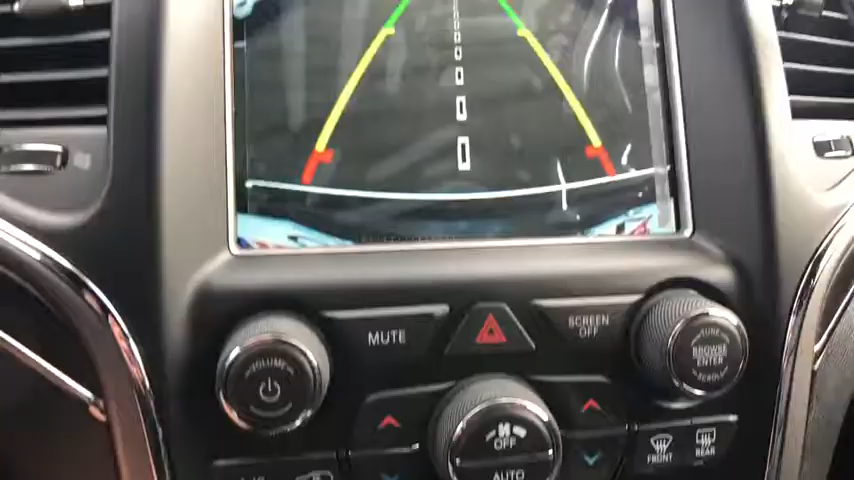 MUTE
SCREEN
OFF
VOLUME
TUNE
BROWSE
ENTER
SCROLL
OFF
AUTO
FRONT
REAR